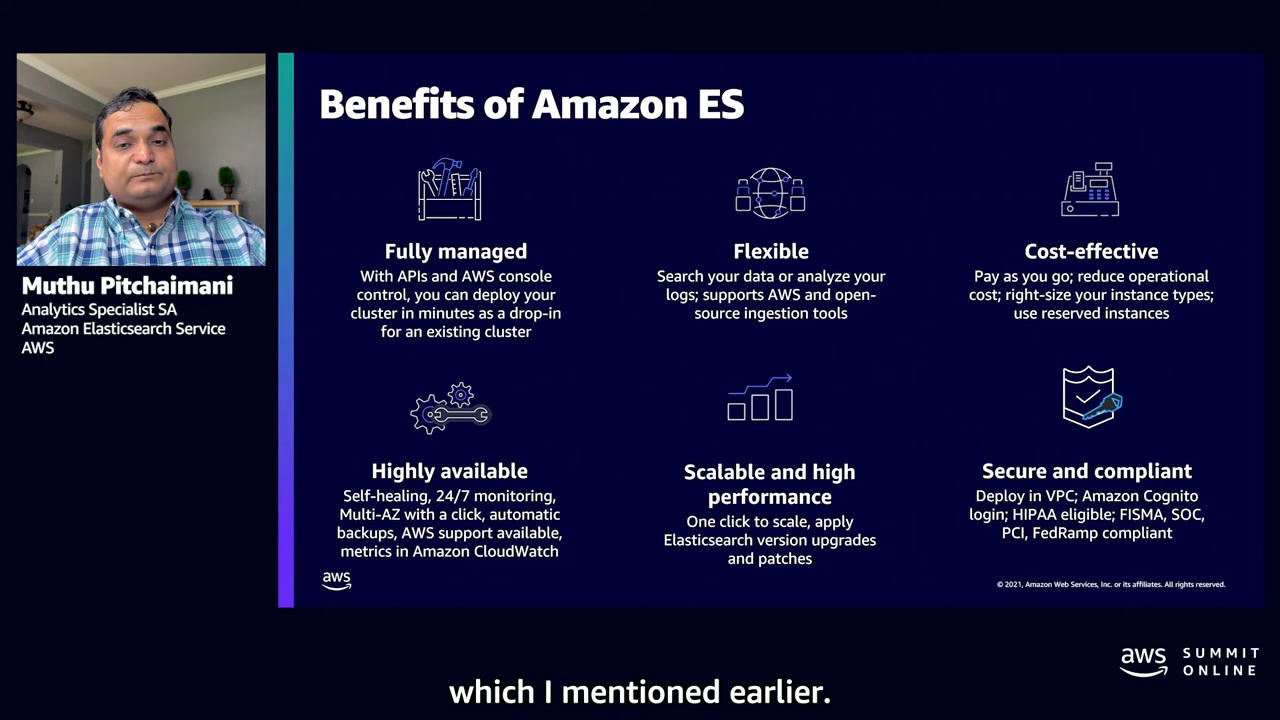 Muthu Pitchaimani
Analytics Specialist SA
Amazon Elasticsearch Service
AWS
Benefits of Amazon ES
Fully managed
With APIs and AWS console
control, you can deploy your
cluster in minutes as a drop-in
for an existing cluster
Flexible
Search your data or analyze your
logs; supports AWS and open-
source ingestion tools
Cost-effective
Pay as you go; reduce operational
cost; right-size your instance types;
use reserved instances
Highly available
Self-healing, 24/7 monitoring,
Multi-AZ with a click, automatic
backups, AWS support available,
metrics in Amazon CloudWatch
Scalable and high
performance
One click to scale, apply
Elasticsearch version upgrades
and patches
Secure and compliant
Deploy in VPC; Amazon Cognito
login; HIPAA eligible; FISMA, SOC,
PCI, FedRamp compliant
aws
© 2021, Amazon Web Services, Inc. or its affiliates. All rights reserved.
aws SUMMIT
ONLINE
which I mentioned earlier.